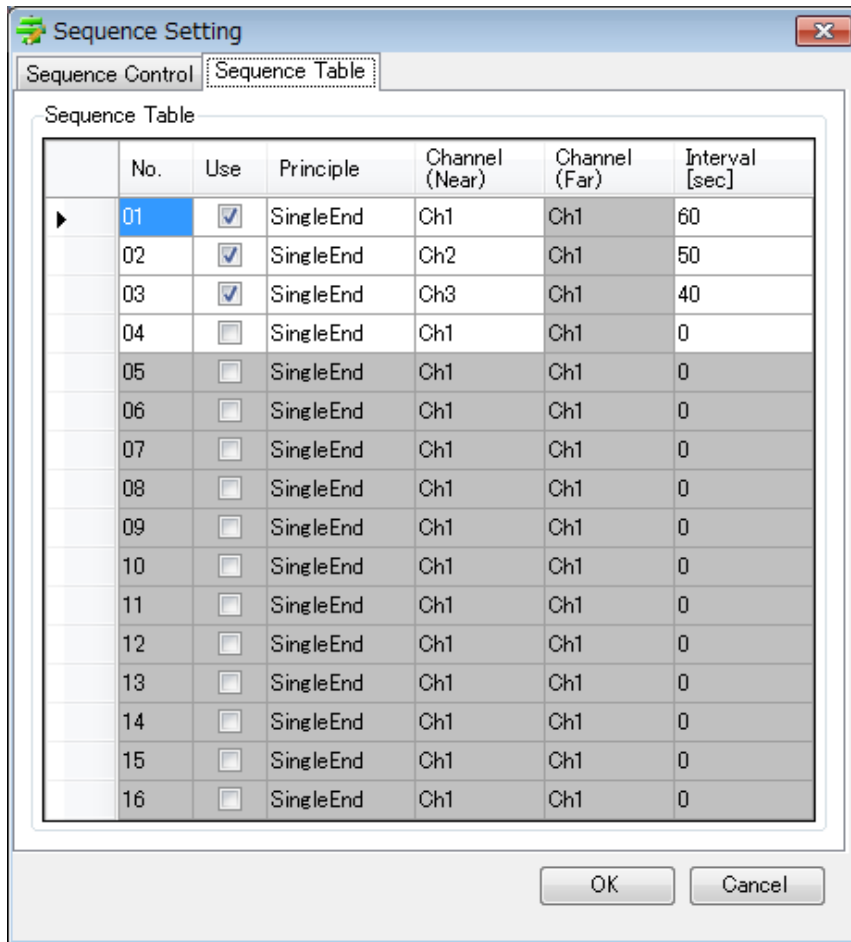 Sequence Setting
Sequence Control Sequence Table
Sequence Table
No. Use Principle Channel (Near) Channel (Far) Interval [sec]
01 SingleEnd Ch1 Ch1 60
02 SingleEnd Ch2 Ch1 50
03 SingleEnd Ch3 Ch1 40
04 SingleEnd Ch1 Ch1 0
05 SingleEnd Ch1 Ch1 0
06 SingleEnd Ch1 Ch1 0
07 SingleEnd Ch1 Ch1 0
08 SingleEnd Ch1 Ch1 0
09 SingleEnd Ch1 Ch1 0
10 SingleEnd Ch1 Ch1 0
11 SingleEnd Ch1 Ch1 0
12 SingleEnd Ch1 Ch1 0
13 SingleEnd Ch1 Ch1 0
14 SingleEnd Ch1 Ch1 0
15 SingleEnd Ch1 Ch1 0
16 SingleEnd Ch1 Ch1 0
OK Cancel